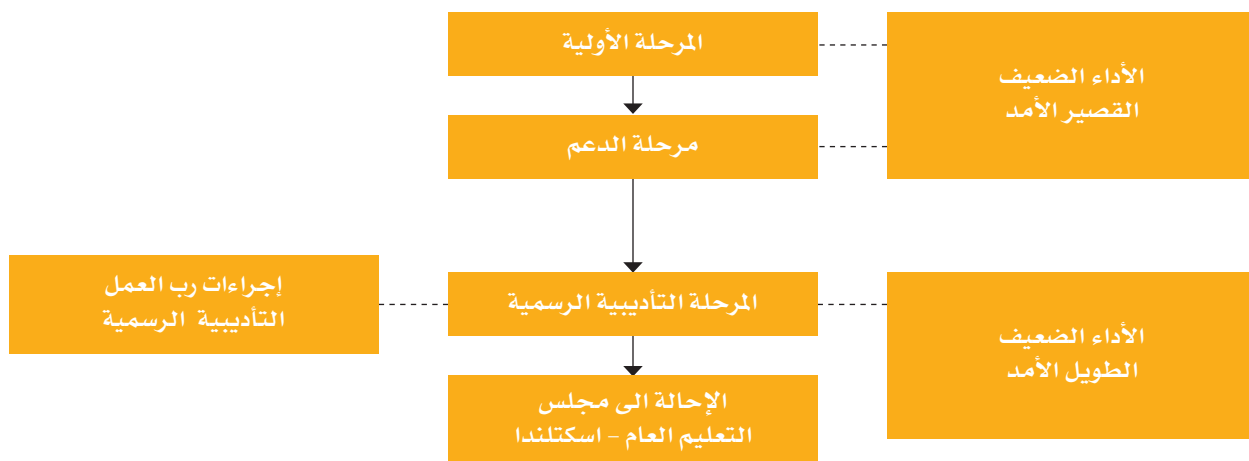 المرحلة الأولية
الأداء الضعيف
القصير الأمد
مرحلة الدعم
إجراءات رب العمل
التأديبية الرسمية
المرحلة التأديبية الرسمية
الأداء الضعيف
الطويل الأمد
الإحالة الى مجلس
التعليم العام – اسكتلندا